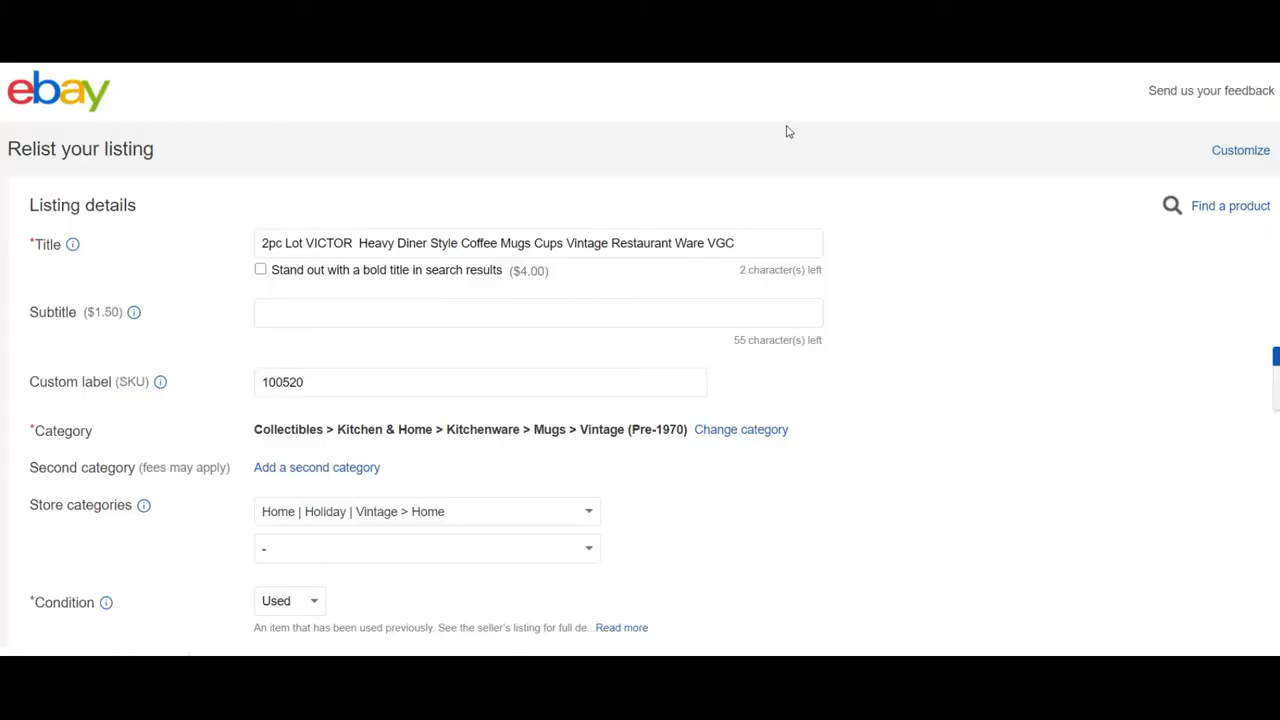 ebay
Send us your feedback
Relist your listing
Customize
Listing details
Find a product
*Title
2pc Lot VICTOR  Heavy Diner Style Coffee Mugs Cups Vintage Restaurant Ware VGC
Stand out with a bold title in search results ($4.00)
2 character(s) left
Subtitle ($1.50)
55 character(s) left
Custom label (SKU)
100520
*Category
Collectibles > Kitchen & Home > Kitchenware > Mugs > Vintage (Pre-1970) Change category
Second category (fees may apply)
Add a second category
Store categories
Home | Holiday | Vintage > Home
-
*Condition
Used
An item that has been used previously. See the seller's listing for full de...Read more